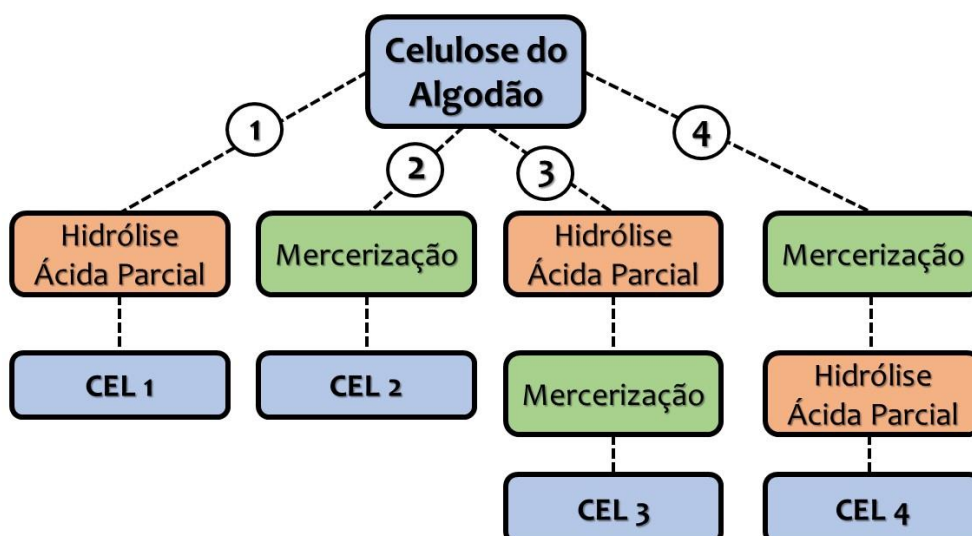 Celulose do
Algodão
1
2
3
4
Hidrólise
Ácida Parcial
Mercerização
Hidrólise
Ácida Parcial
Mercerização
CEL 1
CEL 2
Mercerização
Hidrólise
Ácida Parcial
CEL 3
CEL 4